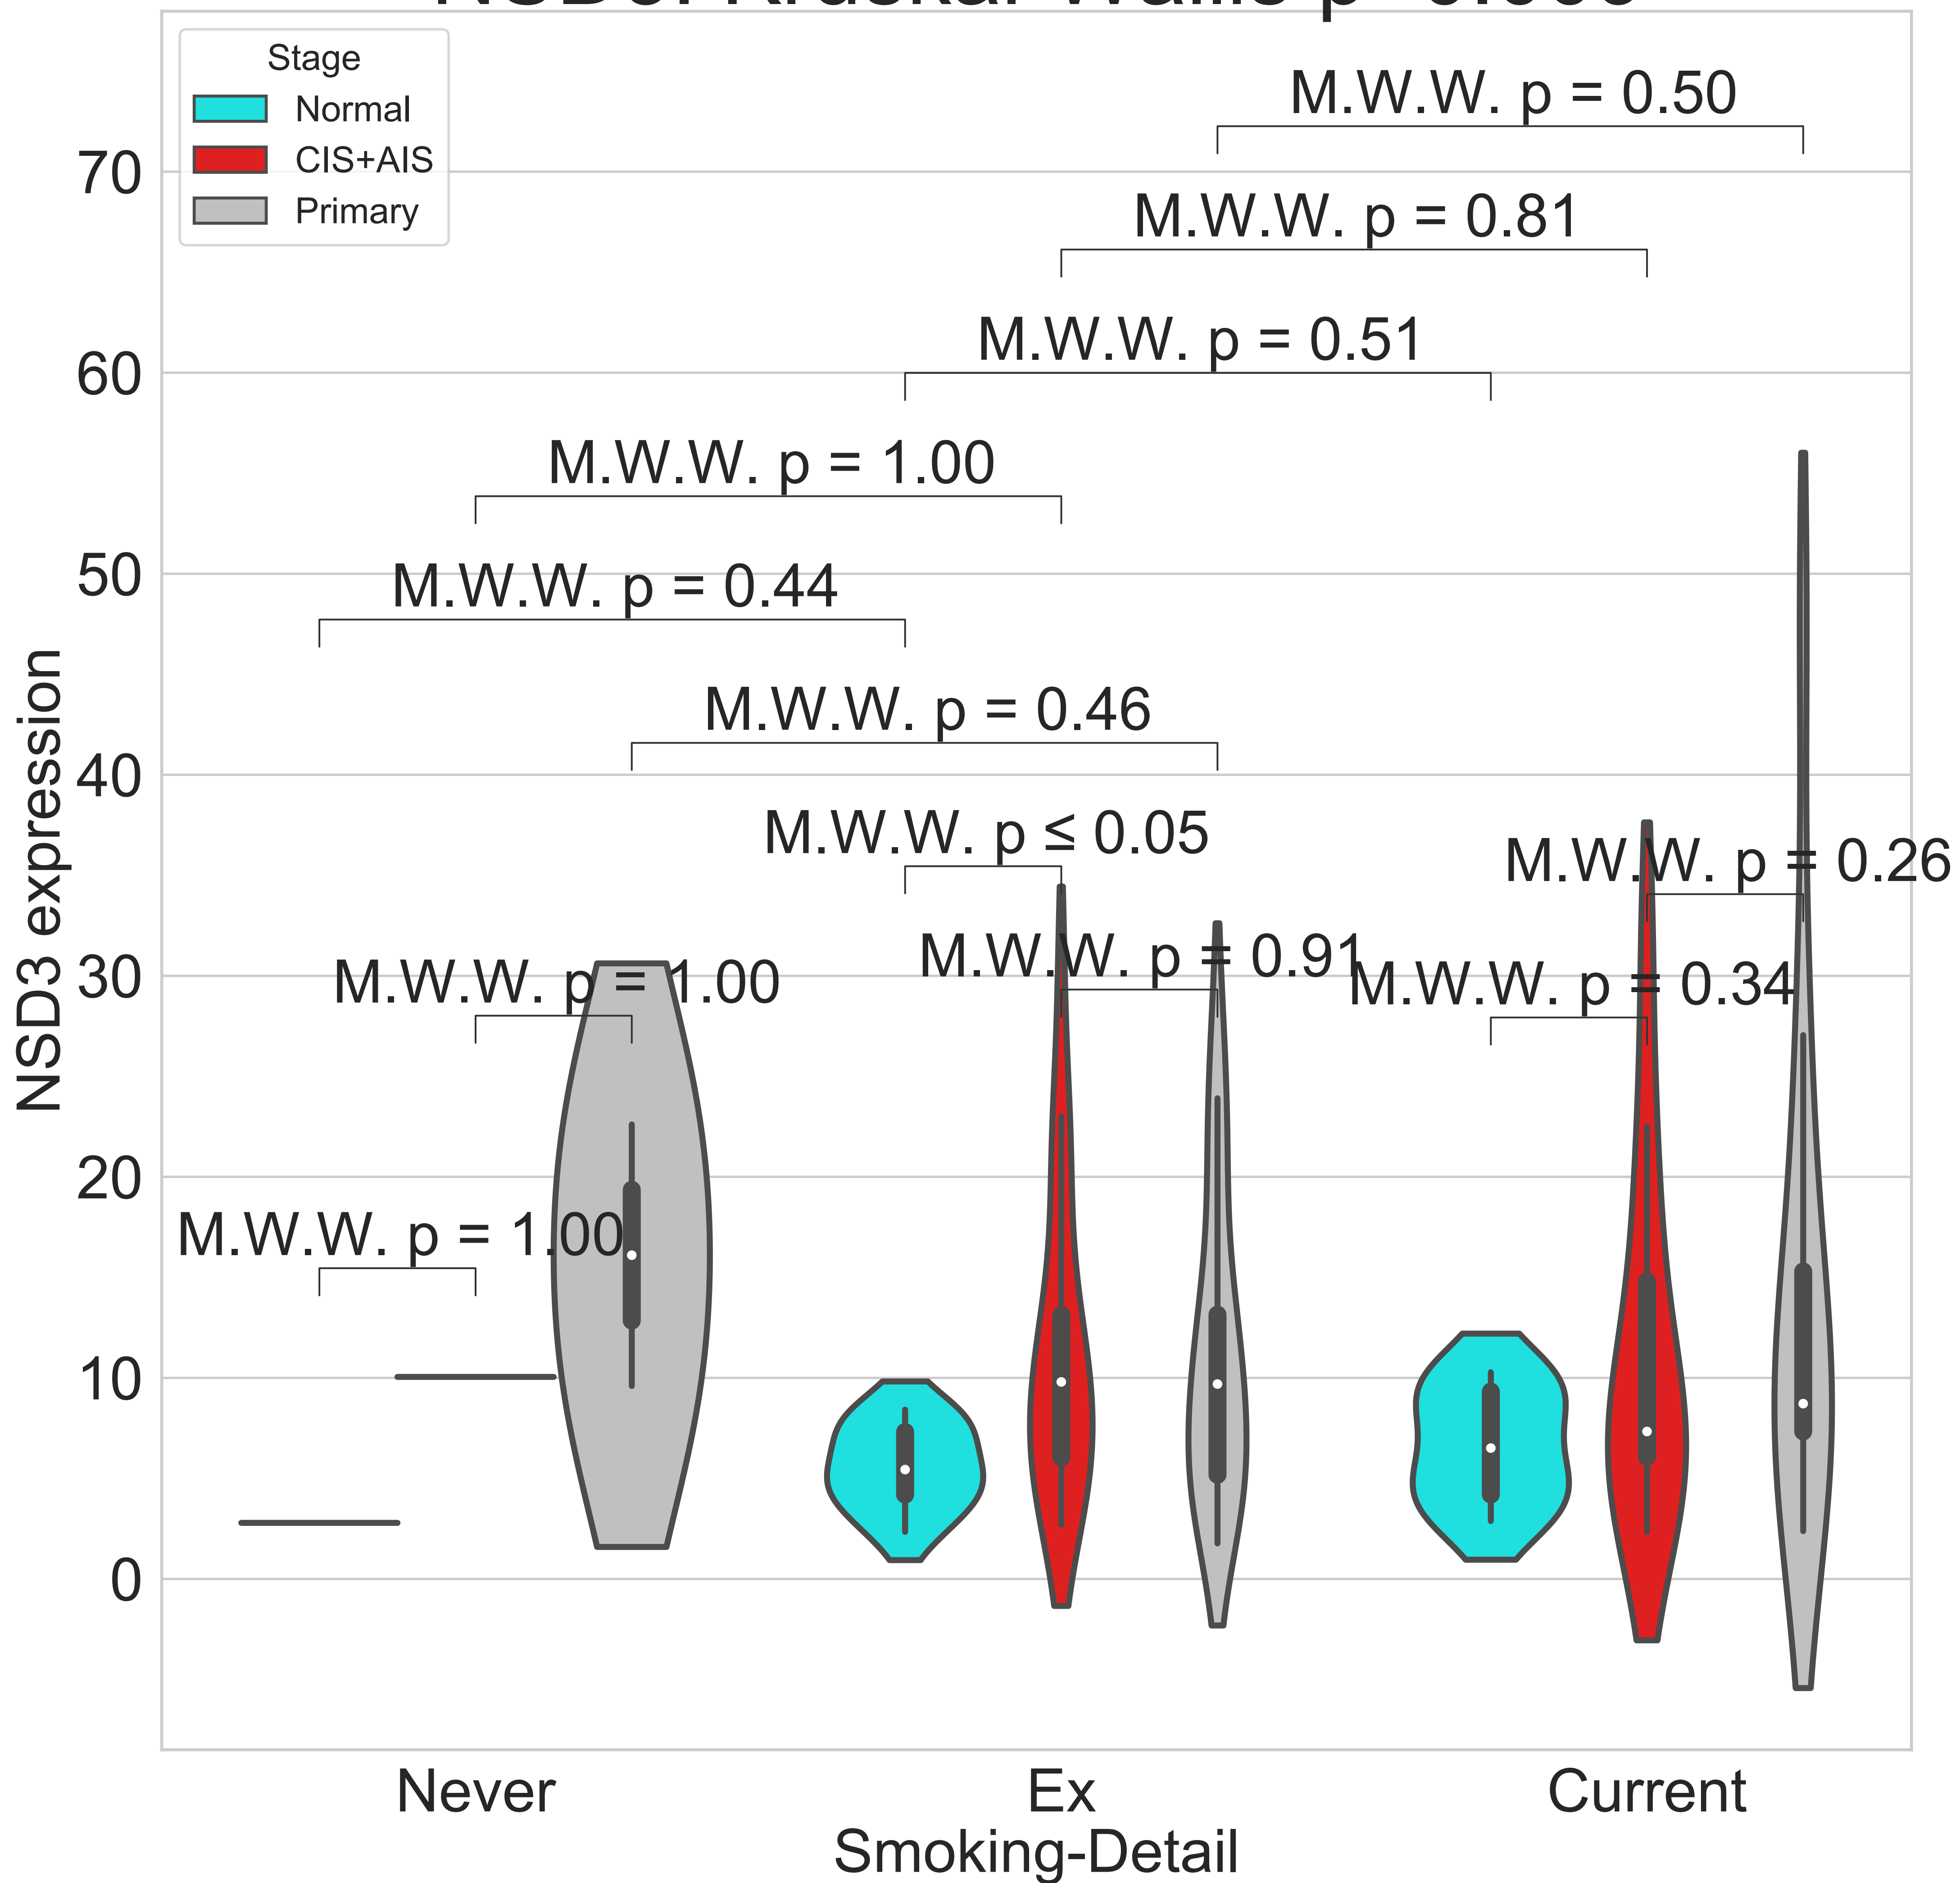 Stage
Normal
CIS+AIS
Primary
M.W.W. p = 0.50
70
M.W.W. p = 0.81
M.W.W. p = 0.51
60
M.W.W. p = 1.00
50
M.W.W. p = 0.44
M.W.W. p = 0.46
40
M.W.W. p ≤ 0.05
M.W.W. p = 0.26
NSD3 expression
M.W.W. p = 0.91
30
M.W.W. p = 1.00
M.W.W. p = 0.34
20
M.W.W. p = 1.00
10
0
Never
Ex
Current
Smoking-Detail